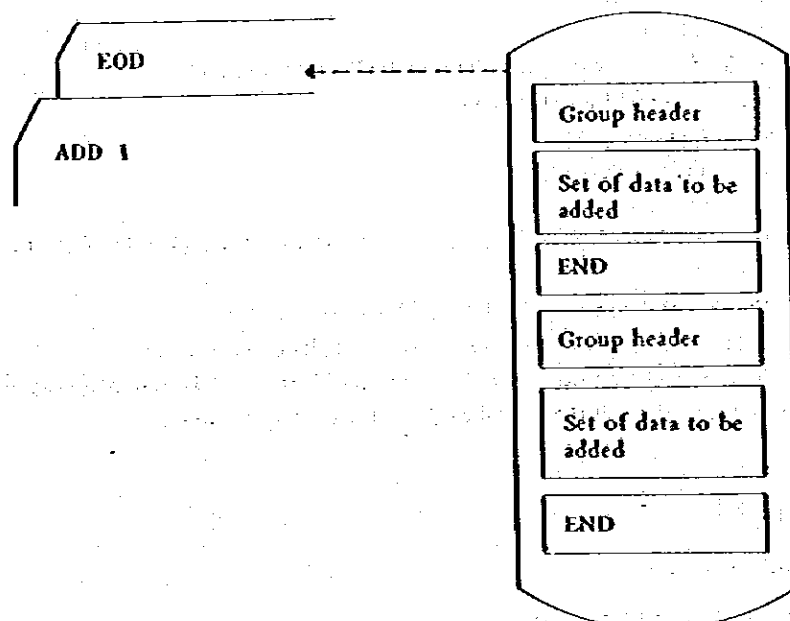 EOD
ADD 1
Group header
Set of data to be
added
END
Group header
Set of data to be
added
END